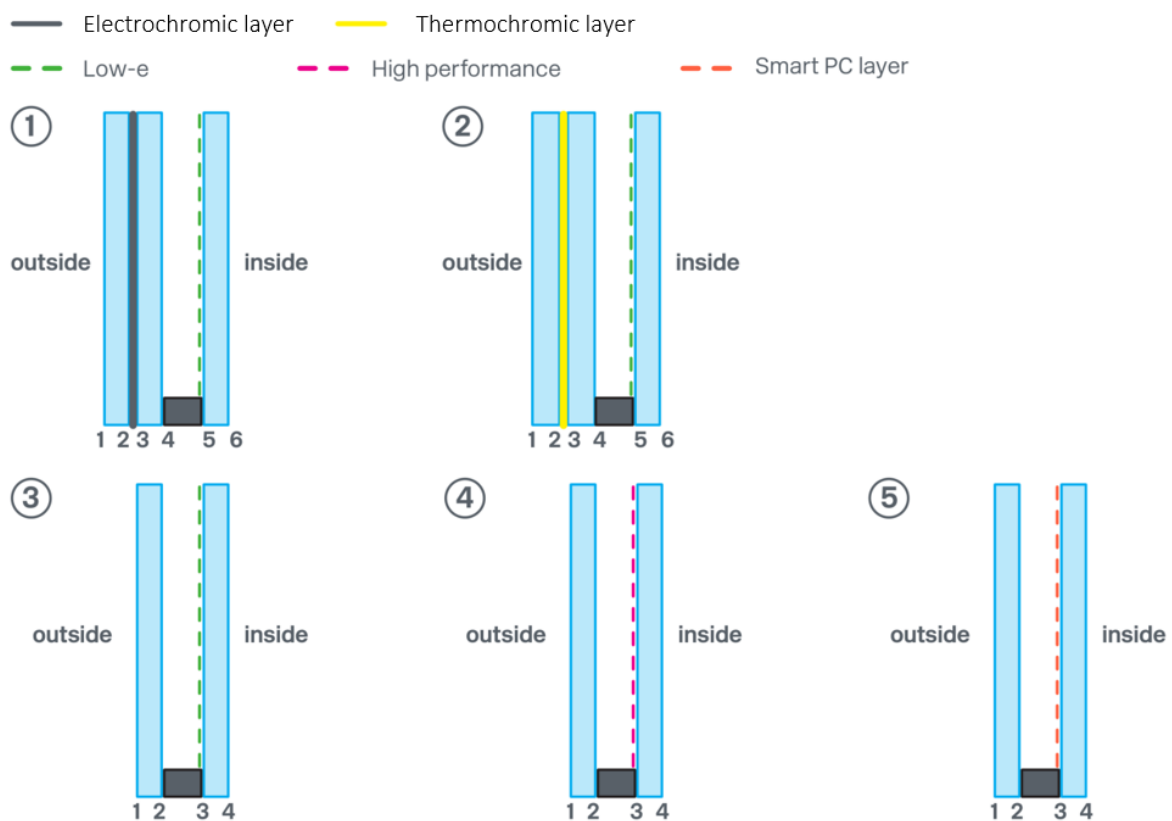 Electrochromic layer Thermochromic layer
Low-e High performance Smart PC layer
1 2
outside inside outside inside
1 2 3 4 5 6 1 2 3 4 5 6
3 4 5
outside inside outside inside outside inside
1 2 3 4 1 2 3 4 1 2 3 4